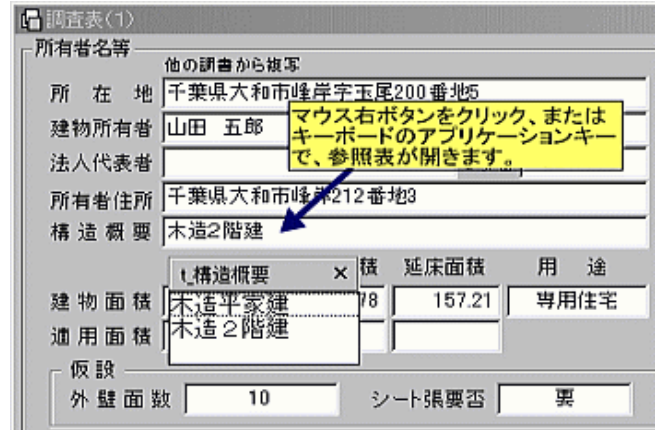 調査表(1)
所有者名等
他の調書から複写
所 在 地 千葉県大和市峰岸字玉尾200番地5
マウス右ボタンをクリック、または
キーボードのアプリケーションキー
で、参照表が開きます。
建物所有者 山田 五郎
法人代表者
所有者住所 千葉県大和市峰岸212番地3
構 造 概 要 木造2階建
t_構造概要 ×
積 延床面積 用 途
建 物 面 積 78 157.21 専用住宅
木造平家建
木造2階建
適 用 面 積
仮 設
外 壁 面 数 10 シート張要否 要